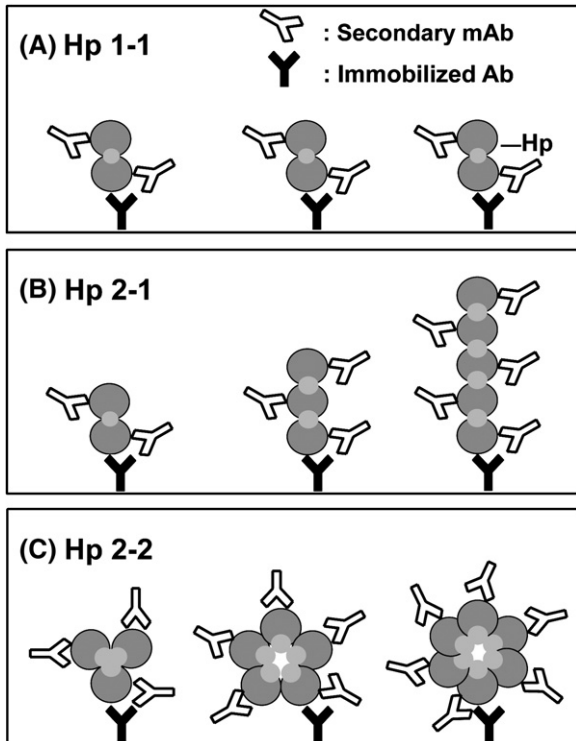 (A) Hp 1-1
: Secondary mAb
: Immobilized Ab
Hp
(B) Hp 2-1
(C) Hp 2-2